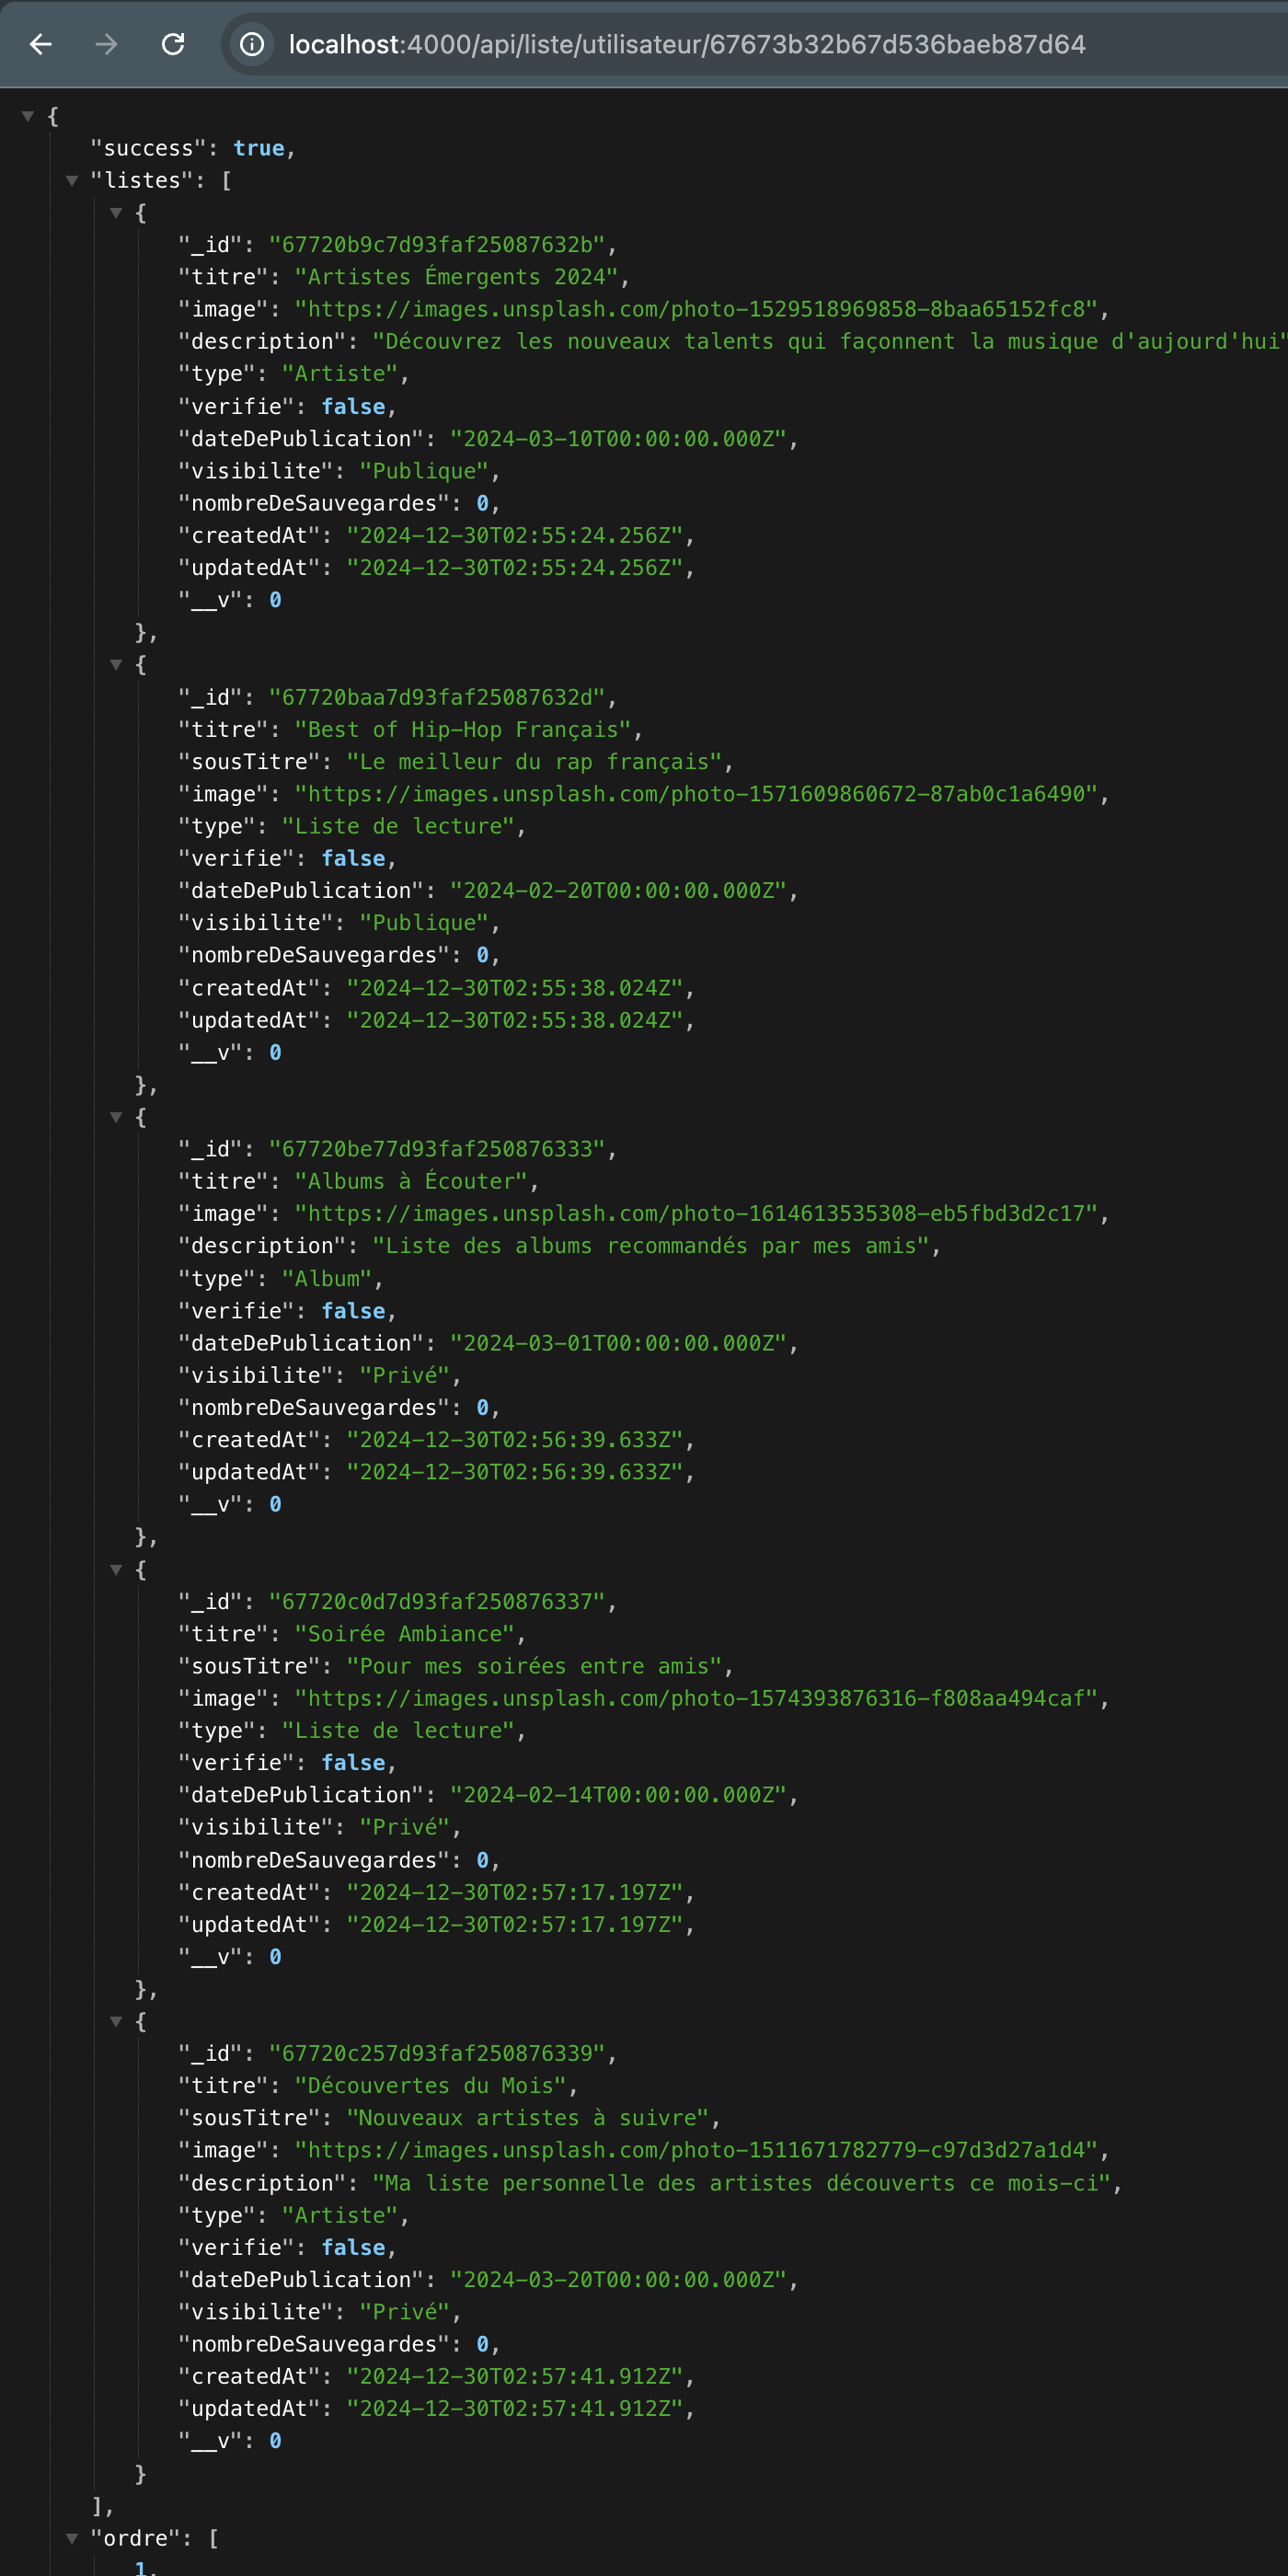 localhost:4000/api/liste/utilisateur/67673b32b67d536baeb87d64
{
"success": true,
"listes": [
{
"_id": "67720b9c7d93faf25087632b",
"titre": "Artistes Émergents 2024",
"image": "https://images.unsplash.com/photo-1529518969858-8baa65152fc8",
"description": "Découvrez les nouveaux talents qui façonnent la musique d'aujourd'hui"
"type": "Artiste",
"verifie": false,
"dateDePublication": "2024-03-10T00:00:00.000Z",
"visibilite": "Publique",
"nombreDeSauvegardes": 0,
"createdAt": "2024-12-30T02:55:24.256Z",
"updatedAt": "2024-12-30T02:55:24.256Z",
"__v": 0
},
{
"_id": "67720baa7d93faf25087632d",
"titre": "Best of Hip-Hop Français",
"sousTitre": "Le meilleur du rap français",
"image": "https://images.unsplash.com/photo-1571609860672-87ab0c1a6490",
"type": "Liste de lecture",
"verifie": false,
"dateDePublication": "2024-02-20T00:00:00.000Z",
"visibilite": "Publique",
"nombreDeSauvegardes": 0,
"createdAt": "2024-12-30T02:55:38.024Z",
"updatedAt": "2024-12-30T02:55:38.024Z",
"__v": 0
},
{
"_id": "67720be77d93faf250876333",
"titre": "Albums à Écouter",
"image": "https://images.unsplash.com/photo-1614613535308-eb5fbd3d2c17",
"description": "Liste des albums recommandés par mes amis",
"type": "Album",
"verifie": false,
"dateDePublication": "2024-03-01T00:00:00.000Z",
"visibilite": "Privé",
"nombreDeSauvegardes": 0,
"createdAt": "2024-12-30T02:56:39.633Z",
"updatedAt": "2024-12-30T02:56:39.633Z",
"__v": 0
},
{
"_id": "67720c0d7d93faf250876337",
"titre": "Soirée Ambiance",
"sousTitre": "Pour mes soirées entre amis",
"image": "https://images.unsplash.com/photo-1574393876316-f808aa494caf",
"type": "Liste de lecture",
"verifie": false,
"dateDePublication": "2024-02-14T00:00:00.000Z",
"visibilite": "Privé",
"nombreDeSauvegardes": 0,
"createdAt": "2024-12-30T02:57:17.197Z",
"updatedAt": "2024-12-30T02:57:17.197Z",
"__v": 0
},
{
"_id": "67720c257d93faf250876339",
"titre": "Découvertes du Mois",
"sousTitre": "Nouveaux artistes à suivre",
"image": "https://images.unsplash.com/photo-1511671782779-c97d3d27a1d4",
"description": "Ma liste personnelle des artistes découverts ce mois-ci",
"type": "Artiste",
"verifie": false,
"dateDePublication": "2024-03-20T00:00:00.000Z",
"visibilite": "Privé",
"nombreDeSauvegardes": 0,
"createdAt": "2024-12-30T02:57:41.912Z",
"updatedAt": "2024-12-30T02:57:41.912Z",
"__v": 0
}
],
"ordre": [
1,